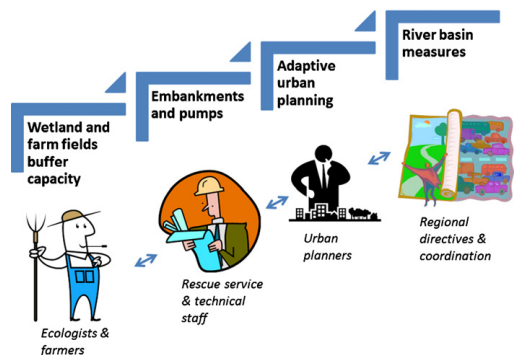 Wetland and
farm fields
buffer
capacity
Embankments
and pumps
Adaptive
urban
planning
River basin
measures
Ecologists &
farmers
Rescue service
& technical
staff
Urban
planners
Regional
directives &
coordination